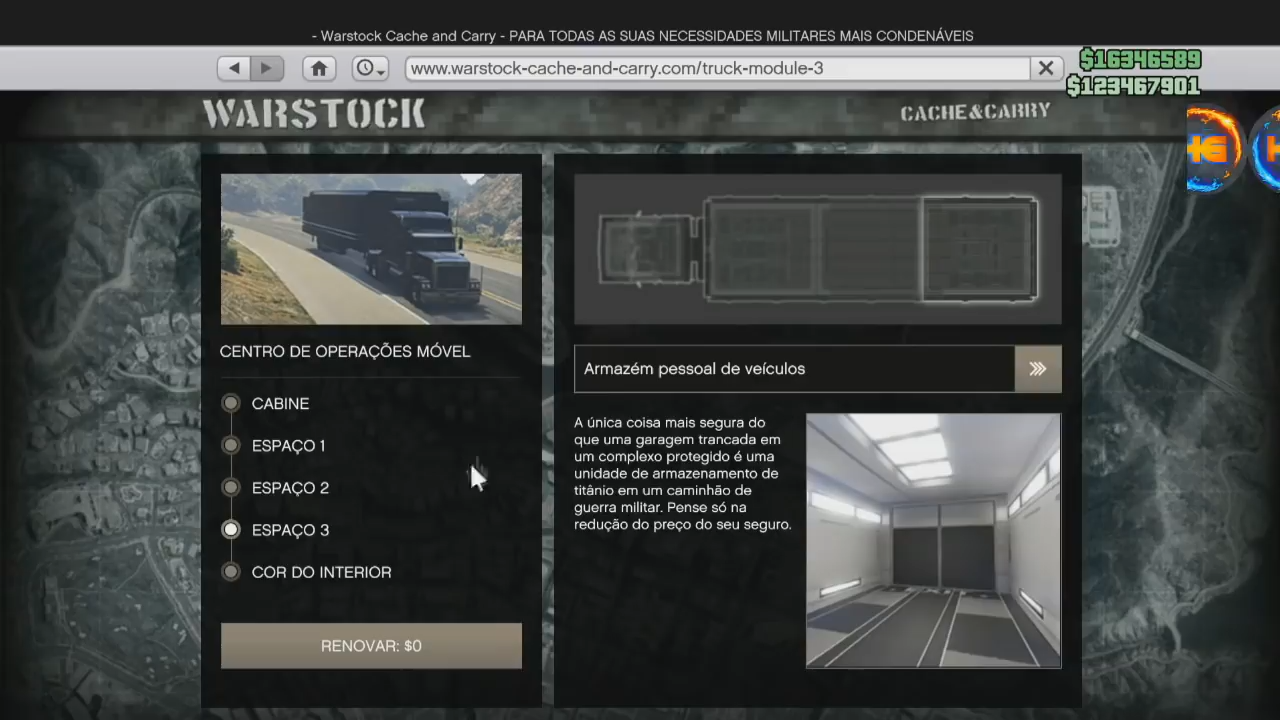 - Warstock Cache and Carry - PARA TODAS AS SUAS NECESSIDADES MILITARES MAIS CONDENÁVEIS
$16346589
www.warstock-cache-and-carry.com/truck-module-3
$123467901
WARSTOCK
CACHE&CARRY
HG
H
CENTRO DE OPERAÇÕES MÓVEL
CABINE
ESPAÇO 1
ESPAÇO 2
ESPAÇO 3
COR DO INTERIOR
RENOVAR: $0
Armazém pessoal de veículos
A única coisa mais segura do
que uma garagem trancada em
um complexo protegido é uma
unidade de armazenamento de
titânio em um caminhão de
guerra militar. Pense só na
redução do preço do seu seguro.